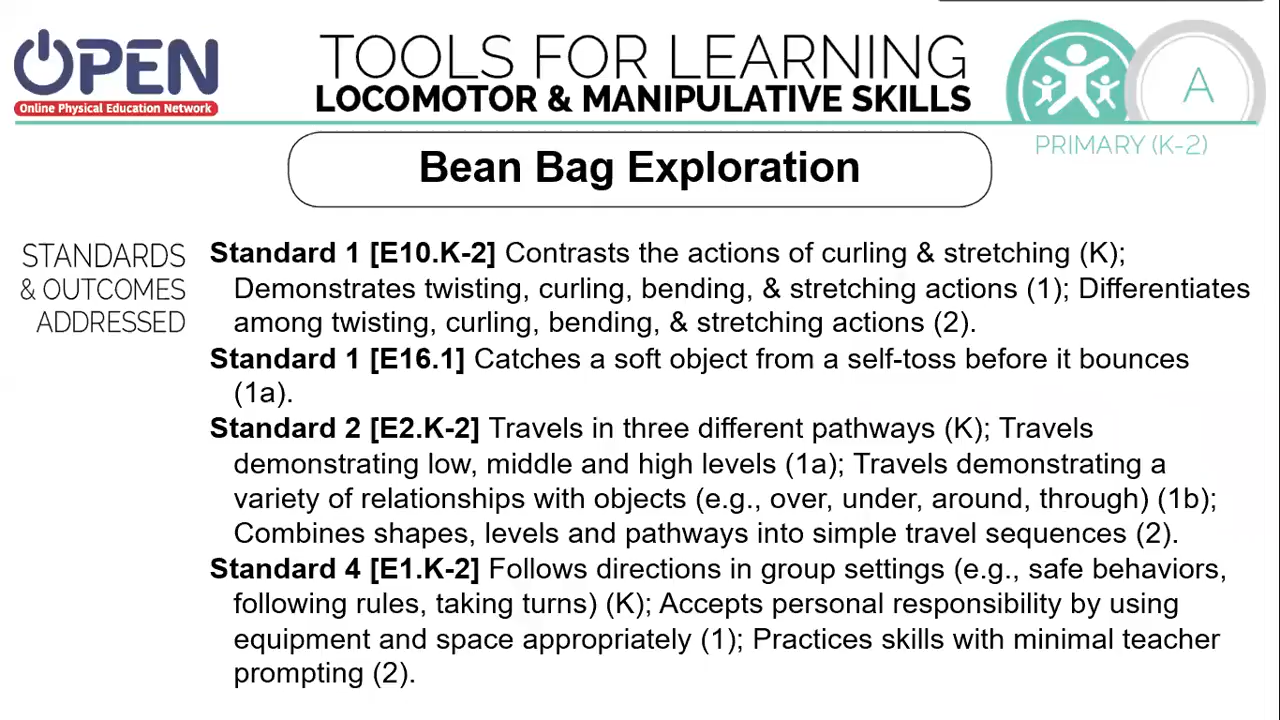 OPEN
Online Physical Education Network
TOOLS FOR LEARNING
LOCOMOTOR & MANIPULATIVE SKILLS
A
PRIMARY (K-2)
Bean Bag Exploration
STANDARDS
& OUTCOMES
ADDRESSED
Standard 1 [E10.K-2] Contrasts the actions of curling & stretching (K);
Demonstrates twisting, curling, bending, & stretching actions (1); Differentiates
among twisting, curling, bending, & stretching actions (2).
Standard 1 [E16.1] Catches a soft object from a self-toss before it bounces
(1a).
Standard 2 [E2.K-2] Travels in three different pathways (K); Travels
demonstrating low, middle and high levels (1a); Travels demonstrating a
variety of relationships with objects (e.g., over, under, around, through) (1b);
Combines shapes, levels and pathways into simple travel sequences (2).
Standard 4 [E1.K-2] Follows directions in group settings (e.g., safe behaviors,
following rules, taking turns) (K); Accepts personal responsibility by using
equipment and space appropriately (1); Practices skills with minimal teacher
prompting (2).